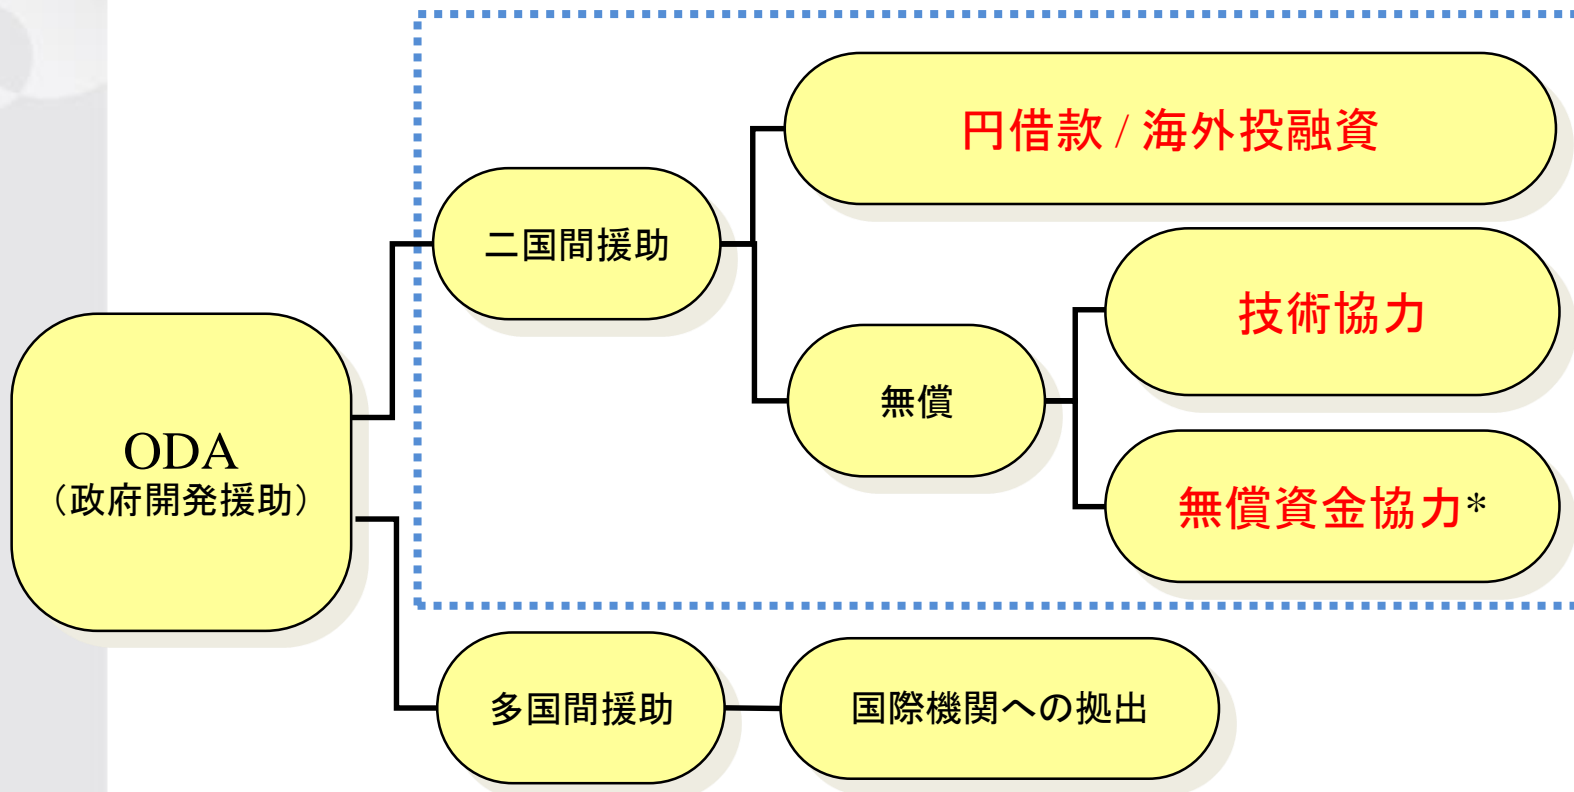 円借款 / 海外投融資
二国間援助
技術協力
無償
ODA
（政府開発援助）
無償資金協力*
多国間援助
国際機関への拠出